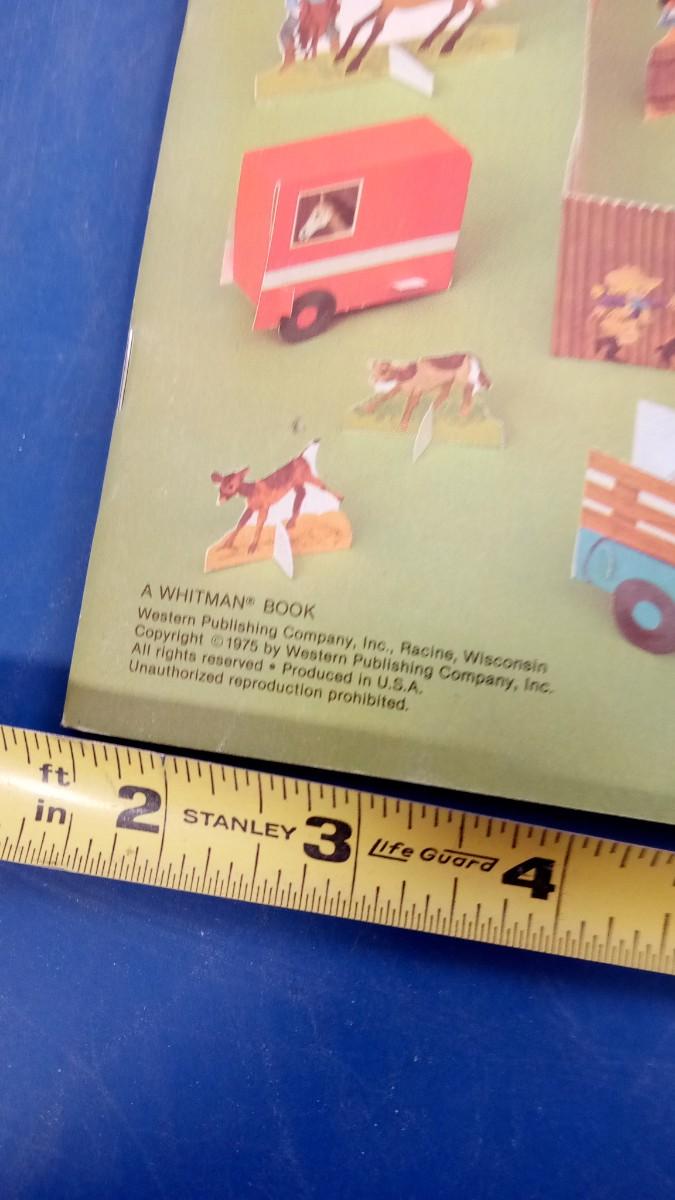 A WHITMAN® BOOK
Western Publishing Company, Inc., Racine, Wisconsin
Copyright ©1975 by Western Publishing Company, Inc.
All rights reserved • Produced in U.S.A.
Unauthorized reproduction prohibited.
ft
in 2 STANLEY 3 Life Guard 4